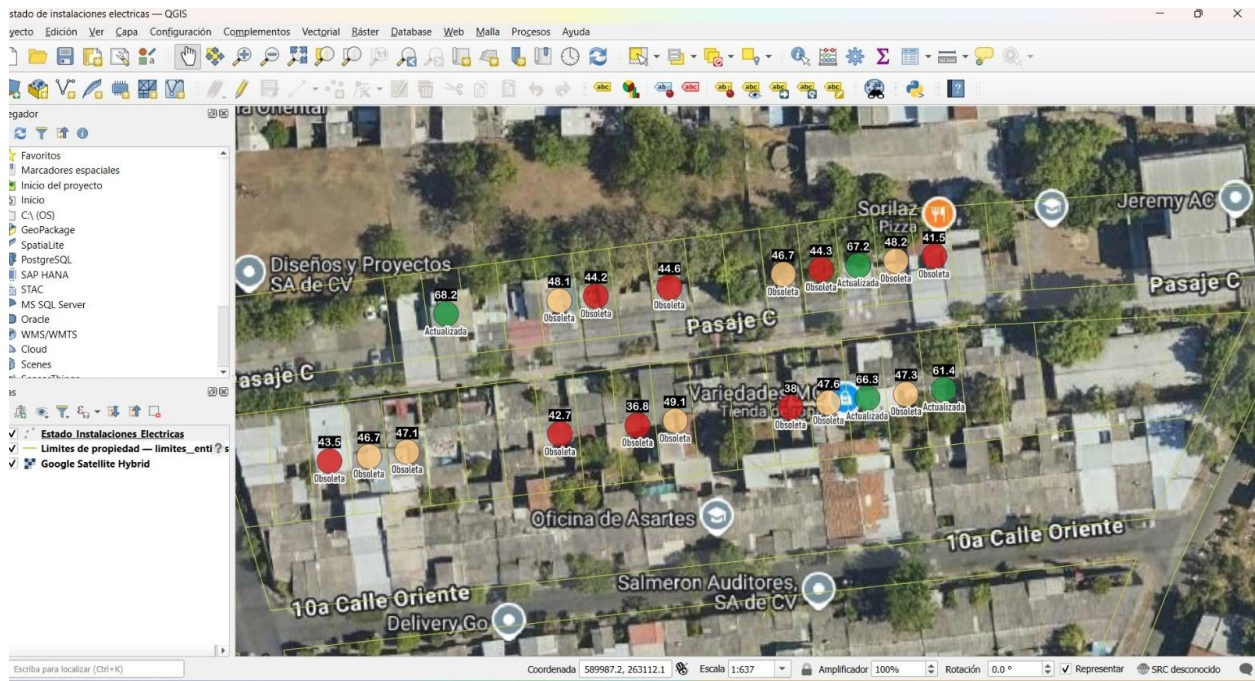 stado de instalaciones electricas — QGIS
yecto Edición Ver Capa Configuración Complementos Vectorial Ráster Database Web Malla Procesos Ayuda
egador
Favoritos
Marcadores espaciales
Inicio del proyecto
Inicio
C:\ (OS)
GeoPackage
SpatiaLite
PostgreSQL
SAP HANA
STAC
MS SQL Server
Oracle
WMS/WMTS
Cloud
Scenes
as
Estado Instalaciones Electricas
Limites de propiedad — limites_enti
Google Satellite Hybrid
la Oriental
Sorilaz
Pizza
Jeremy AC
Diseños y Proyectos
SA de CV
68.2
Actualizada
48.1
Obsoleta
44.2
Obsoleta
44.6
Obsoleta
46.7
Obsoleta
44.3
Obsoleta
67.2
Actualizada
48.2
Obsoleta
41.5
Obsoleta
Pasaje C
Pasaje C
asaje C
Variedades M
Tienda de rop
43.5
Obsoleta
46.7
Obsoleta
47.1
Obsoleta
42.7
Obsoleta
36.8
Obsoleta
49.1
Obsoleta
38
Obsoleta
47.6
Obsoleta
66.3
Actualizada
47.3
Obsoleta
61.4
Actualizada
Oficina de Asartes
10a Calle Oriente
Salmeron Auditores,
SA de CV
10a Calle Oriente
Delivery Go
Escriba para localizar (Ctrl+K)
Coordenada 589987.2, 263112.1 Escala 1:637 Amplificador 100% Rotación 0.0 ° Representar SRC desconocido